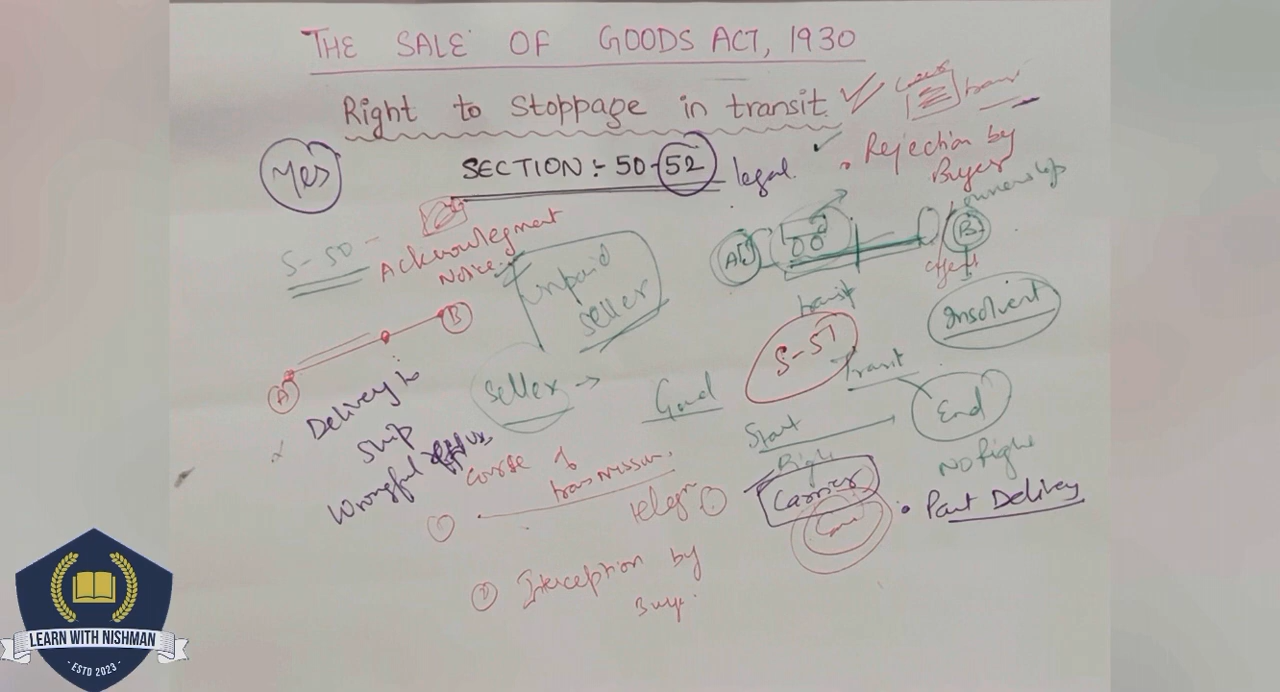 THE SALE OF GOODS ACT, 1930
Right to Stoppage in transit.
SECTION :- 50-52
legal.
Yes
• Rejection by
Buyer
ownership
S-50 -
Acknowlegment
Notice
unpaid
seller
A
B
transit
Insolvent
A
B
S-51
Transit
Seller →
Good
Start
End
Right
No Right
Delivery to
Ship
Wrongful
Course of
transmission.
Carrier
• Part Delivery
Interception by
Buye
LEARN WITH NISHMAN
- ESTD 2023 -